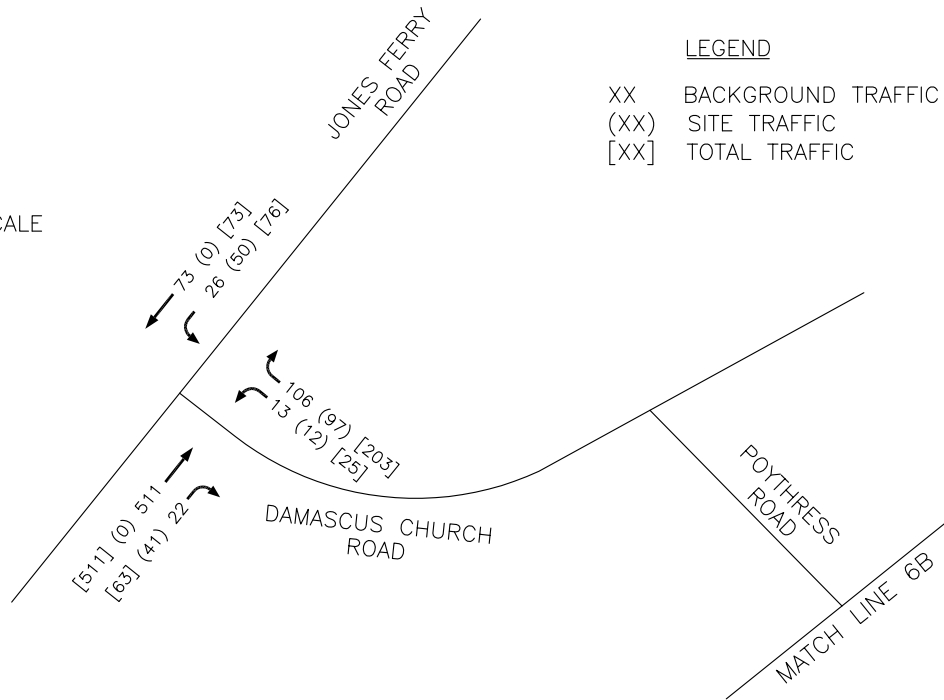 JONES FERRY
ROAD
LEGEND
XX BACKGROUND TRAFFIC
(XX) SITE TRAFFIC
[XX] TOTAL TRAFFIC
CALE
73 (0) [73]
26 (50) [76]
106 (97) [203]
13 (12) [25]
[511] (0) 511
[63] (41) 22
DAMASCUS CHURCH
ROAD
POYTHRESS
ROAD
MATCH LINE 6B